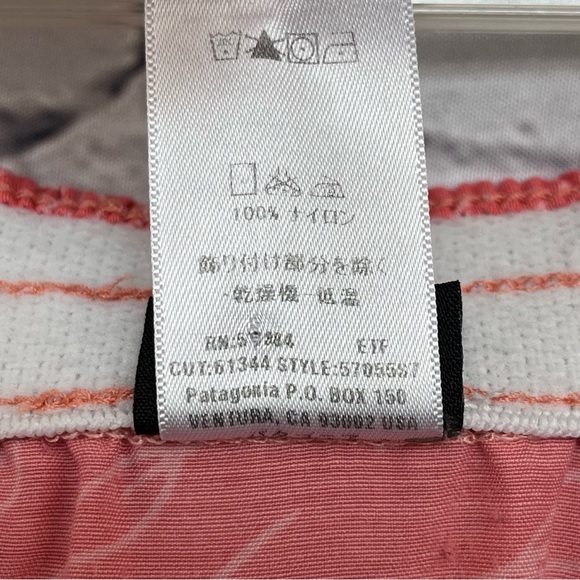 100% ナイロン
飾り付け部分を除く
乾燥機-低温
ETF
CUT:61344 STYLE:57055S7
Patagonia P.O. BOX 150
VENTURA, CA 93002 USA